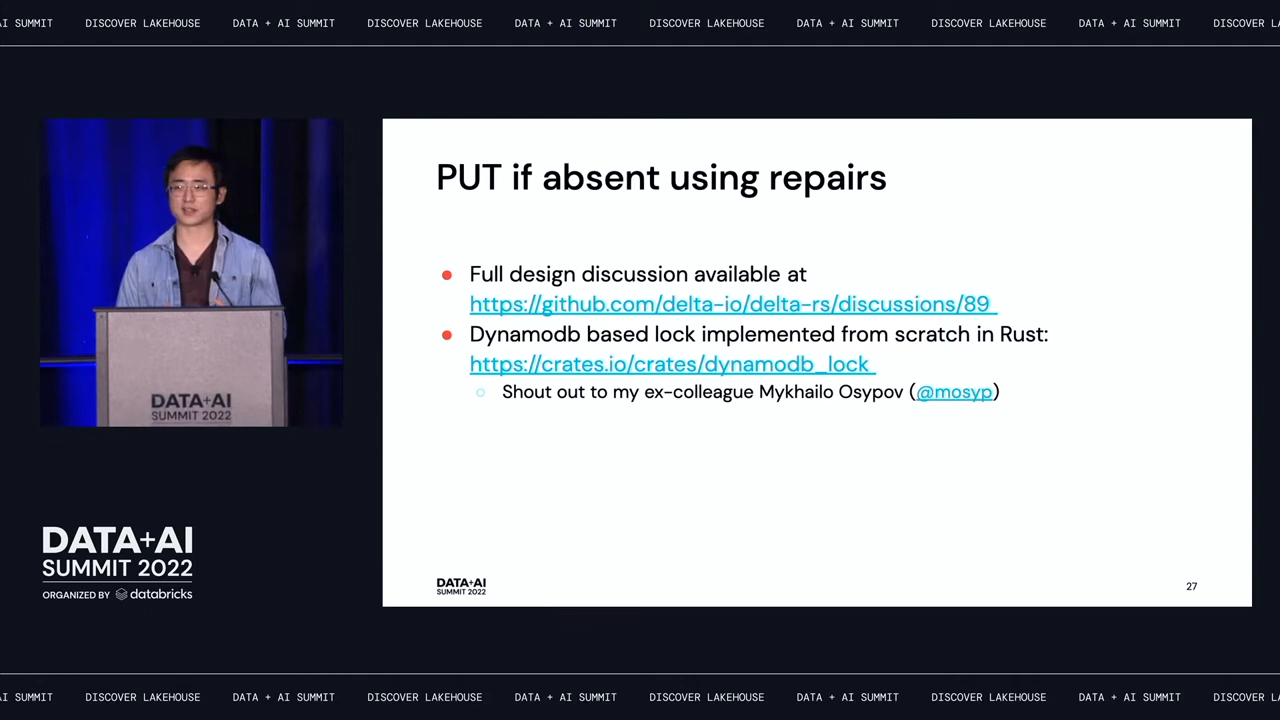 AI SUMMIT DISCOVER LAKEHOUSE DATA + AI SUMMIT DISCOVER LAKEHOUSE DATA + AI SUMMIT DISCOVER LAKEHOUSE DATA + AI SUMMIT DISCOVER LAKEHOUSE DATA + AI SUMMIT DISCOVER L
PUT if absent using repairs
Full design discussion available at
https://github.com/delta-io/delta-rs/discussions/89
Dynamodb based lock implemented from scratch in Rust:
https://crates.io/crates/dynamodb_lock
Shout out to my ex-colleague Mykhailo Osypov (@mosyp)
DATA+AI
SUMMIT 2022
27
DATA+AI
SUMMIT 2022
DATA+AI
SUMMIT 2022
ORGANIZED BY databricks
AI SUMMIT DISCOVER LAKEHOUSE DATA + AI SUMMIT DISCOVER LAKEHOUSE DATA + AI SUMMIT DISCOVER LAKEHOUSE DATA + AI SUMMIT DISCOVER LAKEHOUSE DATA + AI SUMMIT DISCOVER L